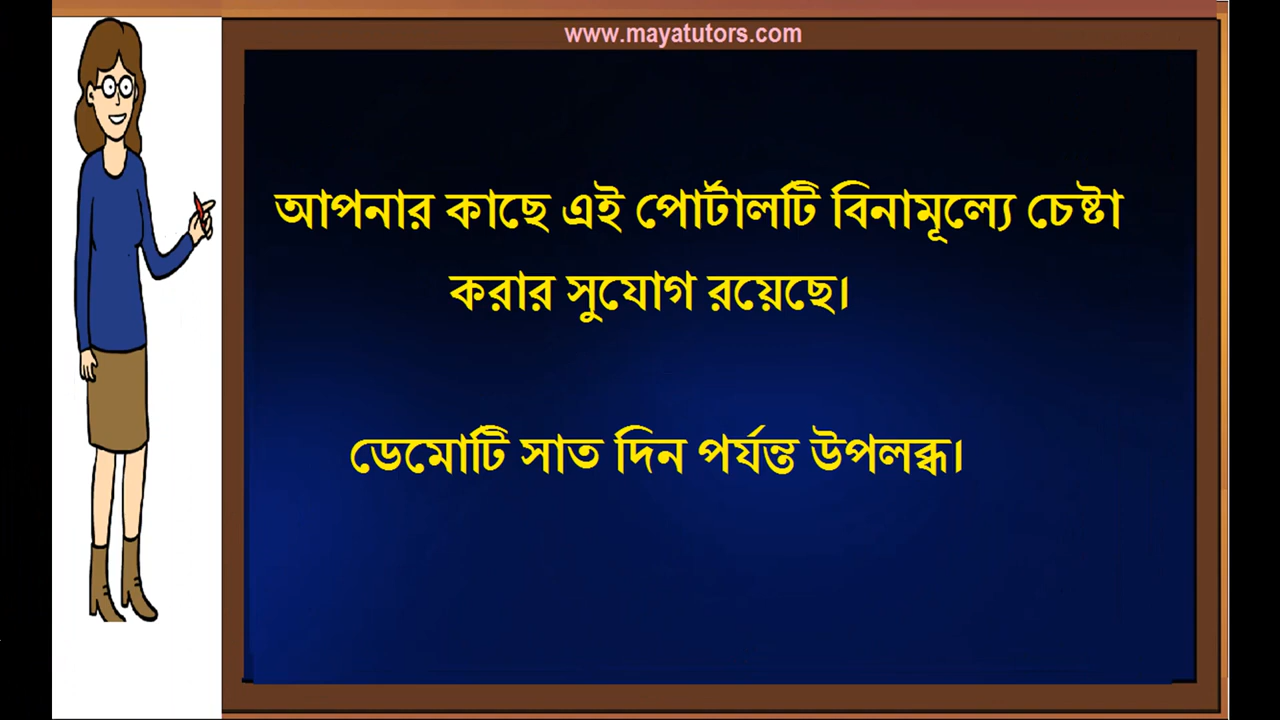 www.mayatutors.com
আপনার কাছে এই পোর্টালটি বিনামূল্যে চেষ্টা
করার সুযোগ রয়েছে।
ডেমোটি সাত দিন পর্যন্ত উপলব্ধ।